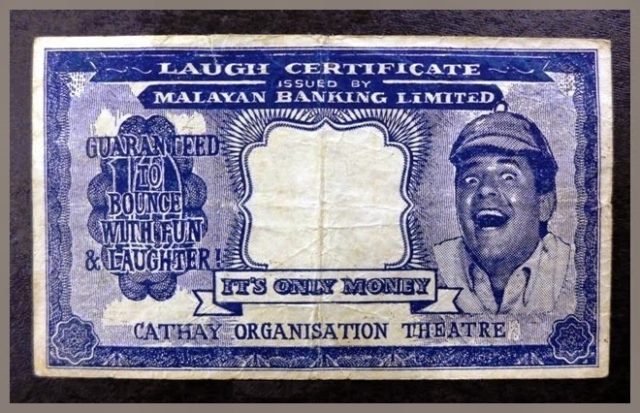 LAUGH CERTIFICATE
ISSUED BY
MALAYAN BANKING LIMITED
GUARANTEED
TO
BOUNCE
WITH FUN
& LAUGHTER!
IT'S ONLY MONEY
CATHAY ORGANISATION THEATRE